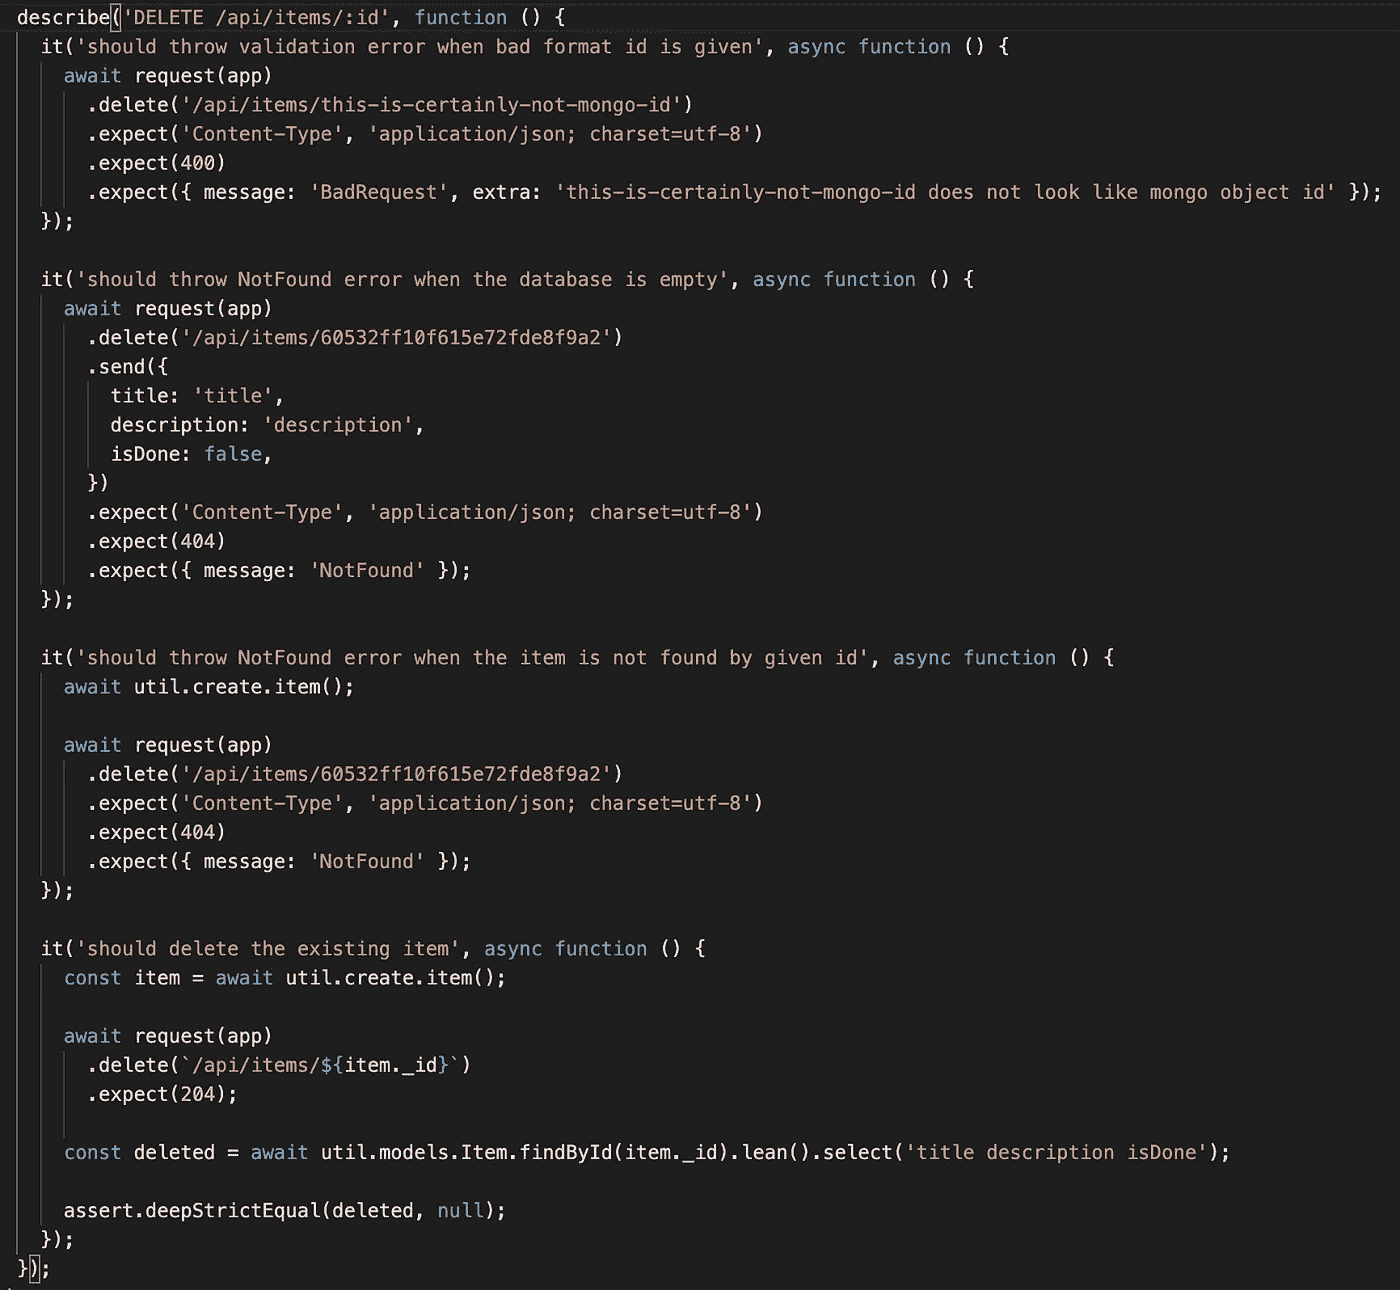 describe('DELETE /api/items/:id', function () {
  it('should throw validation error when bad format id is given', async function () {
    await request(app)
      .delete('/api/items/this-is-certainly-not-mongo-id')
      .expect('Content-Type', 'application/json; charset=utf-8')
      .expect(400)
      .expect({ message: 'BadRequest', extra: 'this-is-certainly-not-mongo-id does not look like mongo object id' });
  });

  it('should throw NotFound error when the database is empty', async function () {
    await request(app)
      .delete('/api/items/60532ff10f615e72fde8f9a2')
      .send({
        title: 'title',
        description: 'description',
        isDone: false,
      })
      .expect('Content-Type', 'application/json; charset=utf-8')
      .expect(404)
      .expect({ message: 'NotFound' });
  });

  it('should throw NotFound error when the item is not found by given id', async function () {
    await util.create.item();

    await request(app)
      .delete('/api/items/60532ff10f615e72fde8f9a2')
      .expect('Content-Type', 'application/json; charset=utf-8')
      .expect(404)
      .expect({ message: 'NotFound' });
  });

  it('should delete the existing item', async function () {
    const item = await util.create.item();

    await request(app)
      .delete(`/api/items/${item._id}`)
      .expect(204);

    const deleted = await util.models.Item.findById(item._id).lean().select('title description isDone');

    assert.deepStrictEqual(deleted, null);
  });
});